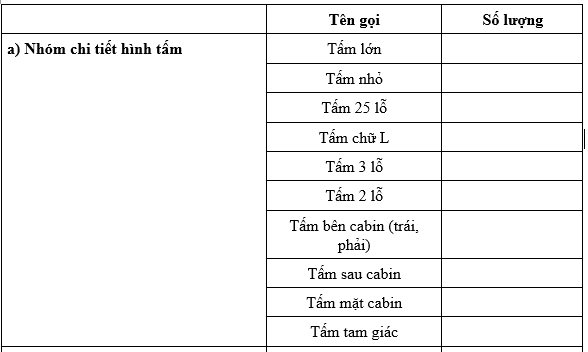 Tên gọi Số lượng
a) Nhóm chi tiết hình tấm Tấm lớn
Tấm nhỏ
Tấm 25 lỗ
Tấm chữ L
Tấm 3 lỗ
Tấm 2 lỗ
Tấm bên cabin (trái,
phải)
Tấm sau cabin
Tấm mặt cabin
Tấm tam giác